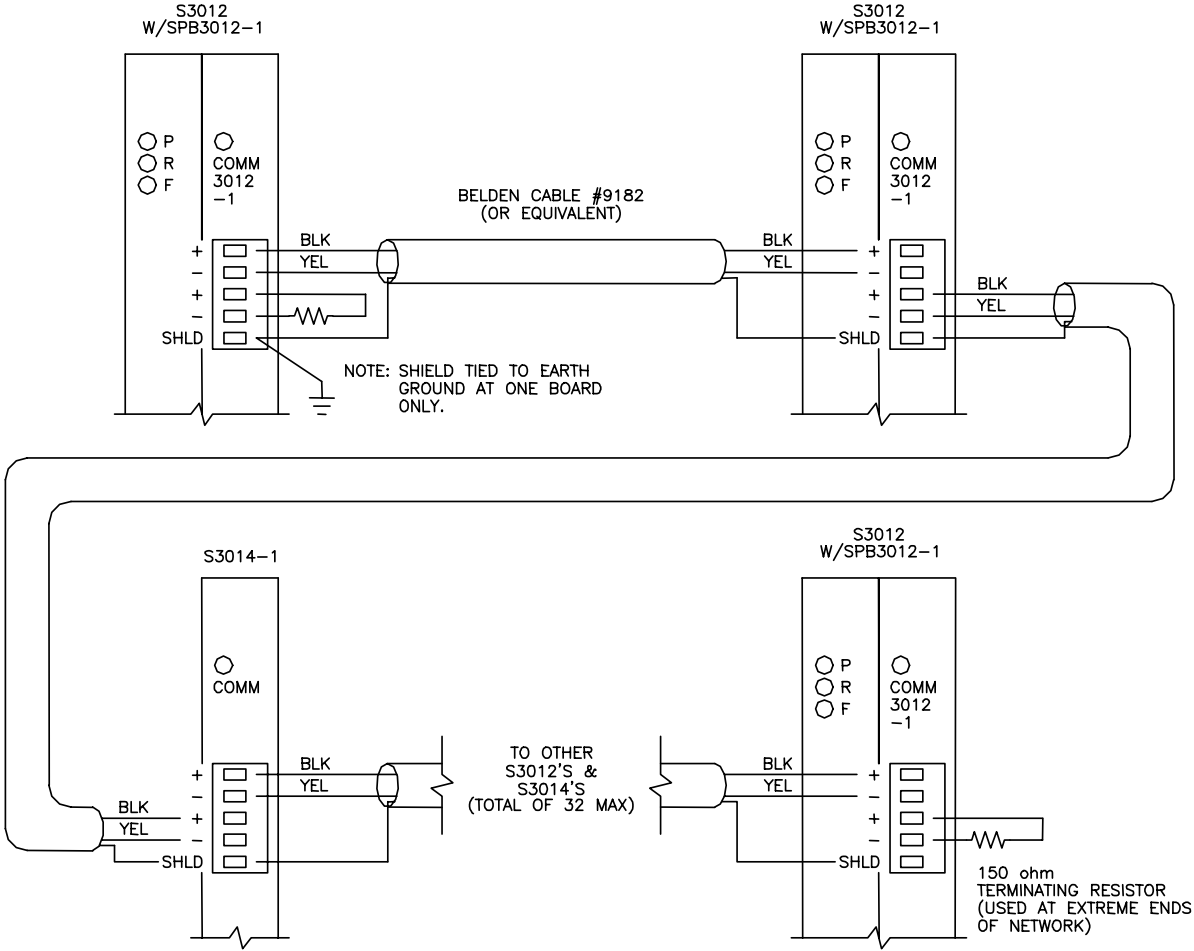 S3012
W/SPB3012-1
S3012
W/SPB3012-1
P
R
F
COMM
3012
-1
P
R
F
COMM
3012
-1
BELDEN CABLE #9182
(OR EQUIVALENT)
+
-
+
-
SHLD
BLK
YEL
BLK
YEL
+
-
+
-
SHLD
BLK
YEL
NOTE: SHIELD TIED TO EARTH
GROUND AT ONE BOARD
ONLY.
S3014-1
S3012
W/SPB3012-1
COMM
P
R
F
COMM
3012
-1
BLK
YEL
+
-
+
-
SHLD
BLK
YEL
TO OTHER
S3012'S &
S3014'S
(TOTAL OF 32 MAX)
BLK
YEL
+
-
+
-
SHLD
150 ohm
TERMINATING RESISTOR
(USED AT EXTREME ENDS
OF NETWORK)